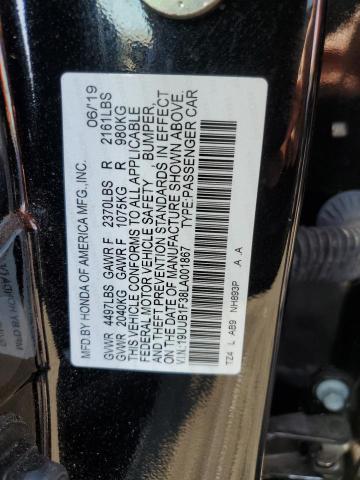 MFD.BY HONDA OF AMERICA MFG.,INC. 06/19
GVWR 4497LBS GAWR F 2370LBS R 2161LBS
GVWR 2040KG GAWR F 1075KG R 980KG
THIS VEHICLE CONFORMS TO ALL APPLICABLE
FEDERAL MOTOR VEHICLE SAFETY , BUMPER,
AND THEFT PREVENTION STANDARDS IN EFFECT
ON THE DATE OF MANUFACTURE SHOWN ABOVE.
V.I.N.:19UUB1F38LA001867 TYPE:PASSENGER CAR
TZ4 L AB9 NH893P .A .A